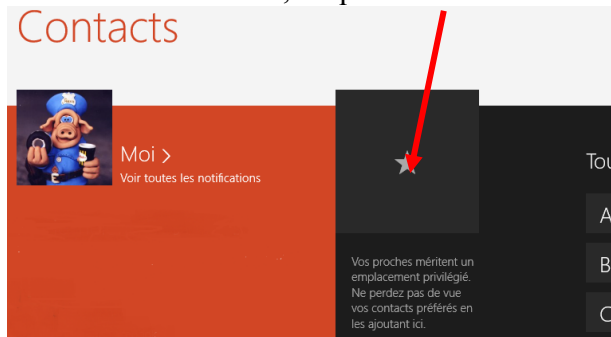 Contacts
Moi >
Voir toutes les notifications
Vos proches méritent un
emplacement privilégié.
Ne perdez pas de vue
vos contacts préférés en
les ajoutant ici.
Tou
A
B
C